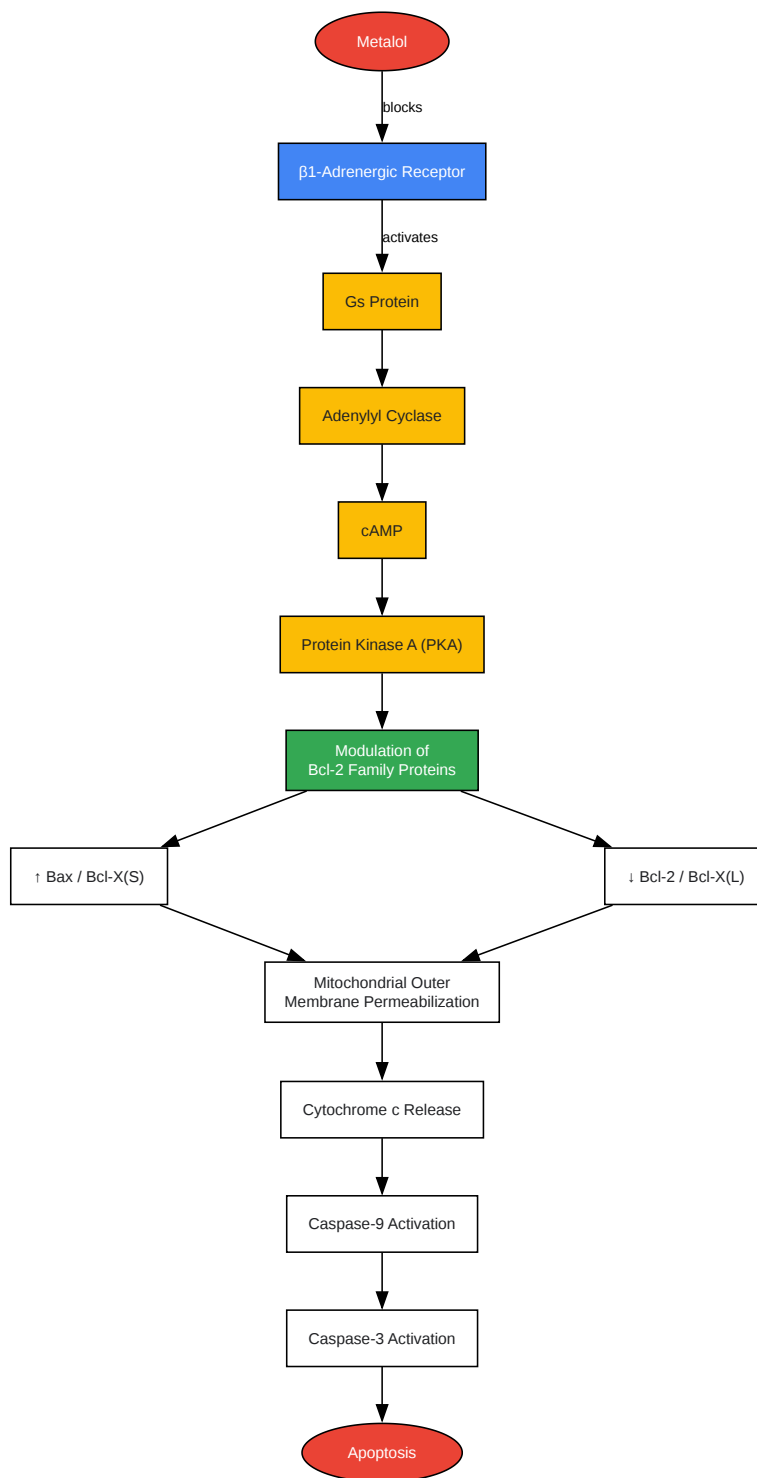 Metalol
blocks
β1-Adrenergic Receptor
activates
Gs Protein
Adenylyl Cyclase
cAMP
Protein Kinase A (PKA)
Modulation of
Bcl-2 Family Proteins
↑ Bax / Bcl-X(S)
↓ Bcl-2 / Bcl-X(L)
Mitochondrial Outer
Membrane Permeabilization
Cytochrome c Release
Caspase-9 Activation
Caspase-3 Activation
Apoptosis